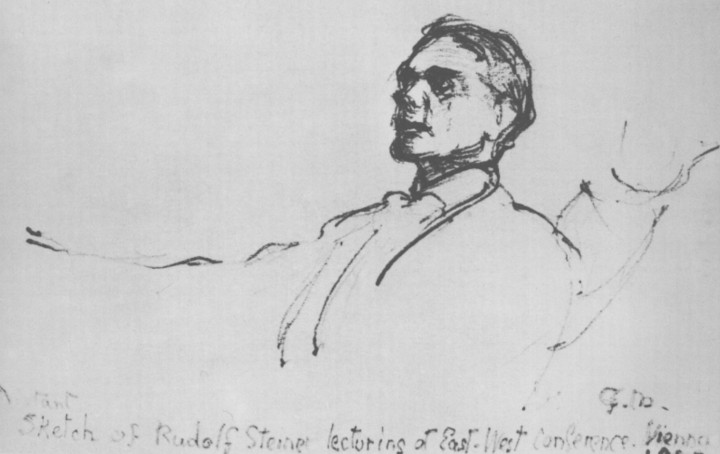 G.W.
Sketch of Rudolf Steiner lecturing at East-West Conference. Vienna